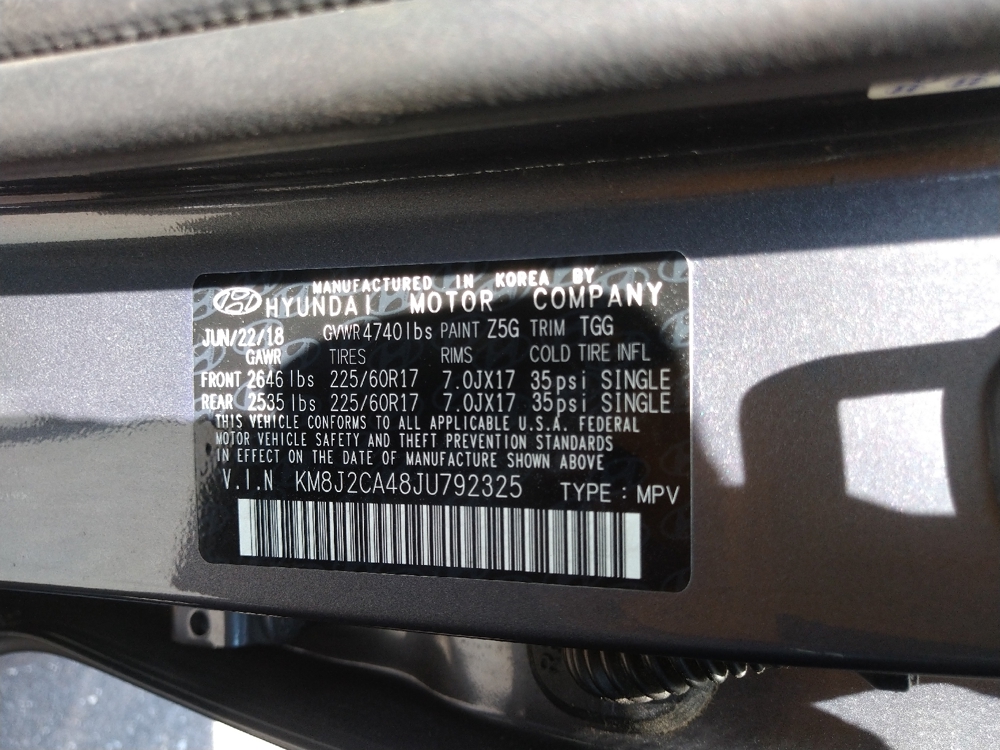 MANUFACTURED IN KOREA BY
HYUNDAI MOTOR COMPANY
JUN/22/18 GVWR 4740lbs PAINT Z5G TRIM TGG
GAWR TIRES RIMS COLD TIRE INFL
FRONT 2646 lbs 225/60R17 7.0JX17 35psi SINGLE
REAR 2535 lbs 225/60R17 7.0JX17 35psi SINGLE
THIS VEHICLE CONFORMS TO ALL APPLICABLE U.S.A. FEDERAL
MOTOR VEHICLE SAFETY AND THEFT PREVENTION STANDARDS
IN EFFECT ON THE DATE OF MANUFACTURE SHOWN ABOVE
V.I.N KM8J2CA48JU792325 TYPE : MPV